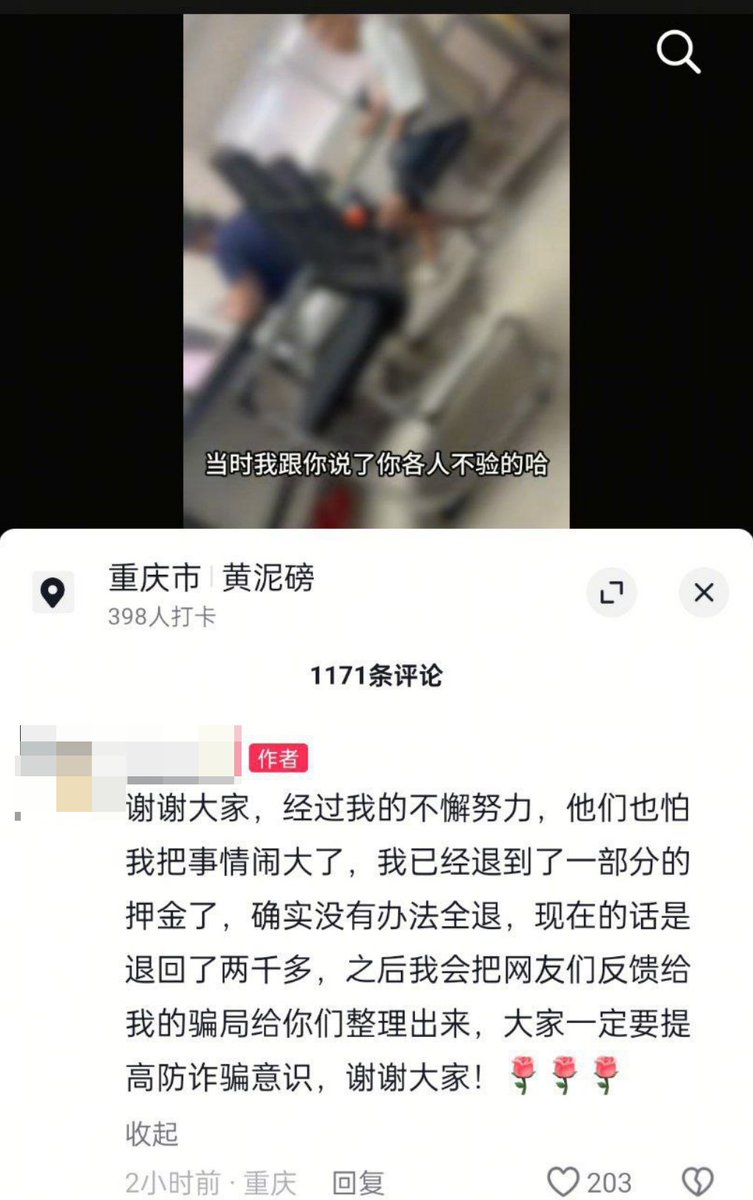 当时我跟你说了你各人不验的哈
重庆市 黄泥磅
398人打卡
1171条评论
作者
谢谢大家，经过我的不懈努力，他们也怕
我把事情闹大了，我已经退到了一部分的
押金了，确实没有办法全退，现在的话是
退回了两千多，之后我会把网友们反馈给
我的骗局给你们整理出来，大家一定要提
高防诈骗意识，谢谢大家！🌹🌹🌹
收起
2小时前 · 重庆 回复 203